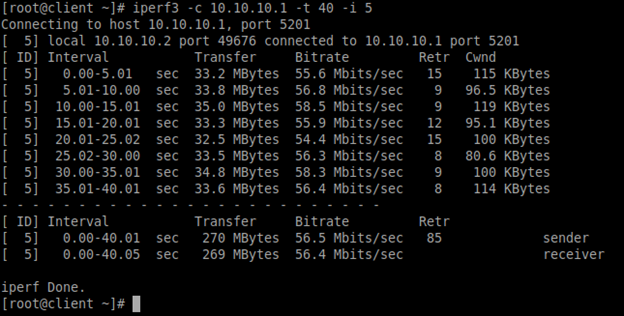 [root@client ~]# iperf3 -c 10.10.10.1 -t 40 -i 5
Connecting to host 10.10.10.1, port 5201
[  5] local 10.10.10.2 port 49676 connected to 10.10.10.1 port 5201
[ ID] Interval           Transfer     Bitrate         Retr  Cwnd
[  5]   0.00-5.01   sec  33.2 MBytes  55.6 Mbits/sec   15    115 KBytes
[  5]   5.01-10.00  sec  33.8 MBytes  56.8 Mbits/sec    9   96.5 KBytes
[  5]  10.00-15.01  sec  35.0 MBytes  58.5 Mbits/sec    9    119 KBytes
[  5]  15.01-20.01  sec  33.3 MBytes  55.9 Mbits/sec   12   95.1 KBytes
[  5]  20.01-25.02  sec  32.5 MBytes  54.4 Mbits/sec   15    100 KBytes
[  5]  25.02-30.00  sec  33.5 MBytes  56.3 Mbits/sec    8   80.6 KBytes
[  5]  30.00-35.01  sec  34.8 MBytes  58.3 Mbits/sec    9    100 KBytes
[  5]  35.01-40.01  sec  33.6 MBytes  56.4 Mbits/sec    8    114 KBytes
- - - - - - - - - - - - - - - - - - - - - - - - -
[ ID] Interval           Transfer     Bitrate         Retr
[  5]   0.00-40.01  sec   270 MBytes  56.5 Mbits/sec   85             sender
[  5]   0.00-40.05  sec   269 MBytes  56.4 Mbits/sec                  receiver
iperf Done.
[root@client ~]#